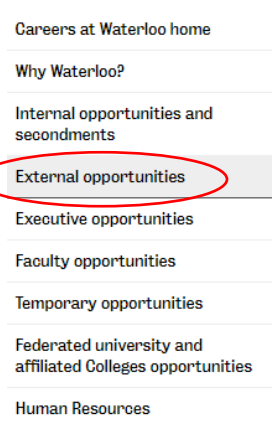 Careers at Waterloo home
Why Waterloo?
Internal opportunities and
secondments
External opportunities
Executive opportunities
Faculty opportunities
Temporary opportunities
Federated university and
affiliated Colleges opportunities
Human Resources